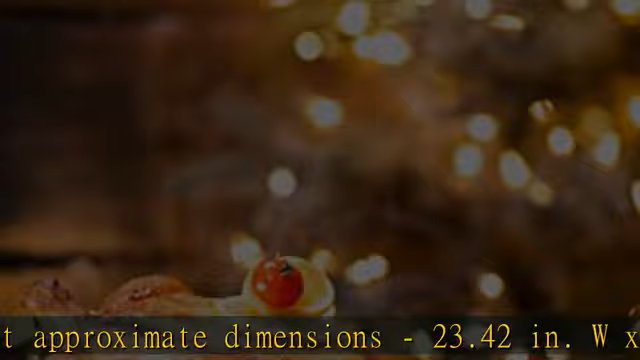 t approximate dimensions - 23.42 in. W x